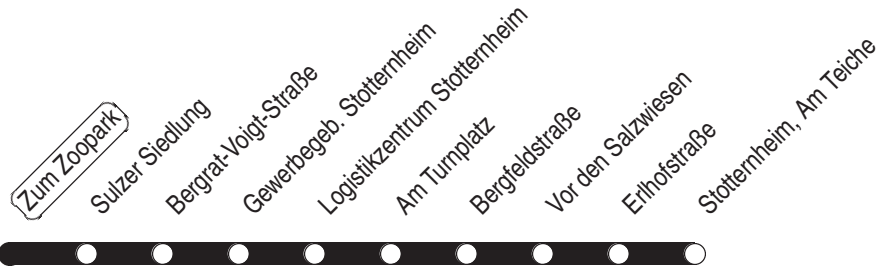 Zum Zoopark
Sulzer Siedlung
Bergrat-Voigt-Straße
Gewerbegeb. Stotternheim
Logistikzentrum Stotternheim
Am Turnplatz
Bergfeldstraße
Vor den Salzwiesen
Erlhofstraße
Stotternheim, Am Teiche